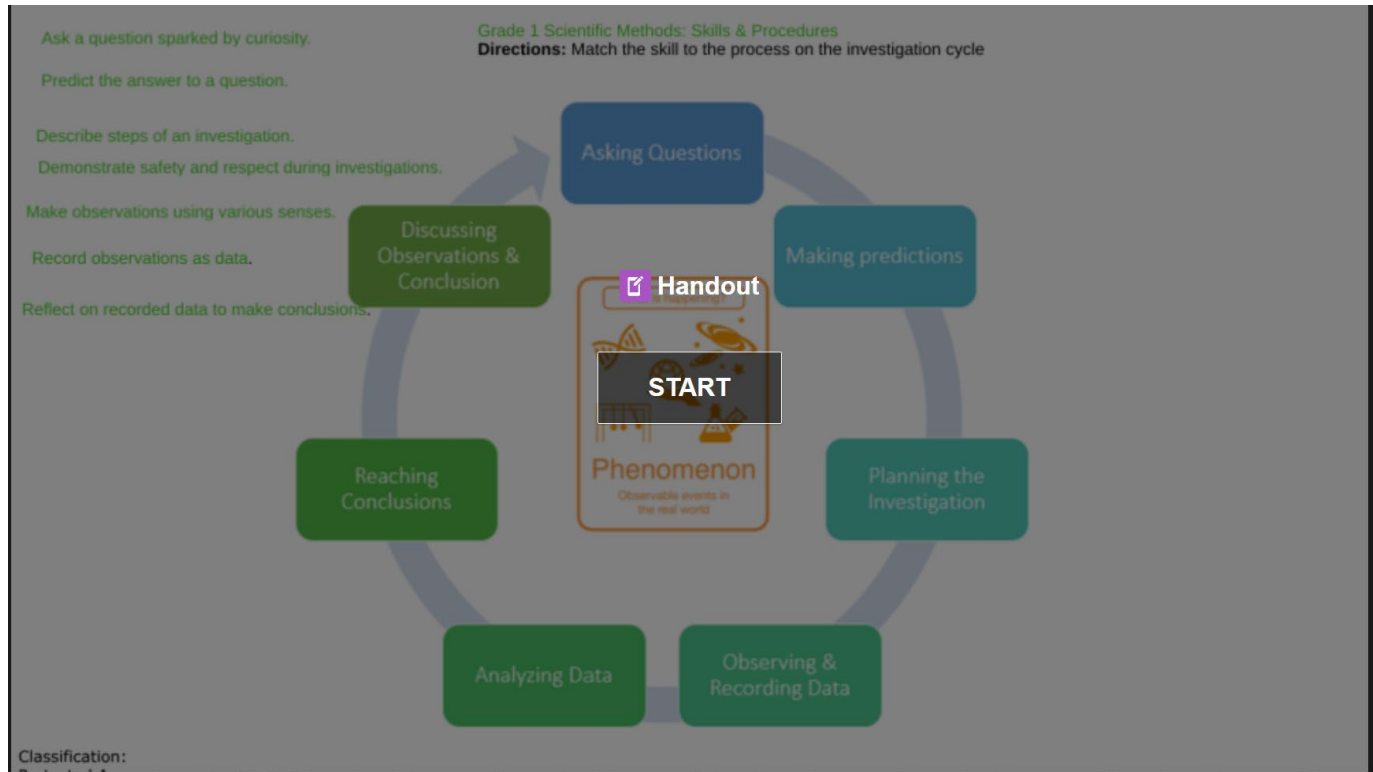 Grade 1 Scientific Methods: Skills & Procedures
Directions: Match the skill to the process on the investigation cycle
Ask a question sparked by curiosity.
Predict the answer to a question.
Describe steps of an investigation.
Demonstrate safety and respect during investigations.
Make observations using various senses.
Record observations as data.
Reflect on recorded data to make conclusions.
Asking Questions
Making predictions
Planning the
Investigation
Observing &
Recording Data
Analyzing Data
Reaching
Conclusions
Discussing
Observations &
Conclusion
Handout
happening?
START
Phenomenon
Observable events in
the real world
Classification: